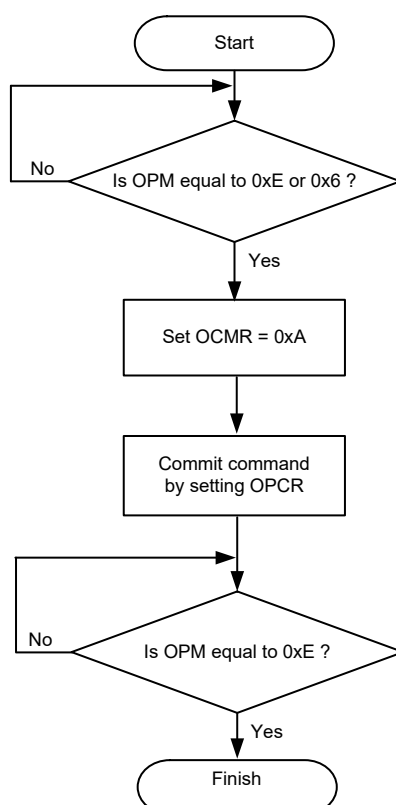 Start
Is OPM equal to 0xE or 0x6 ?
No
Yes
Set OCMR = 0xA
Commit command
by setting OPCR
Is OPM equal to 0xE ?
No
Yes
Finish